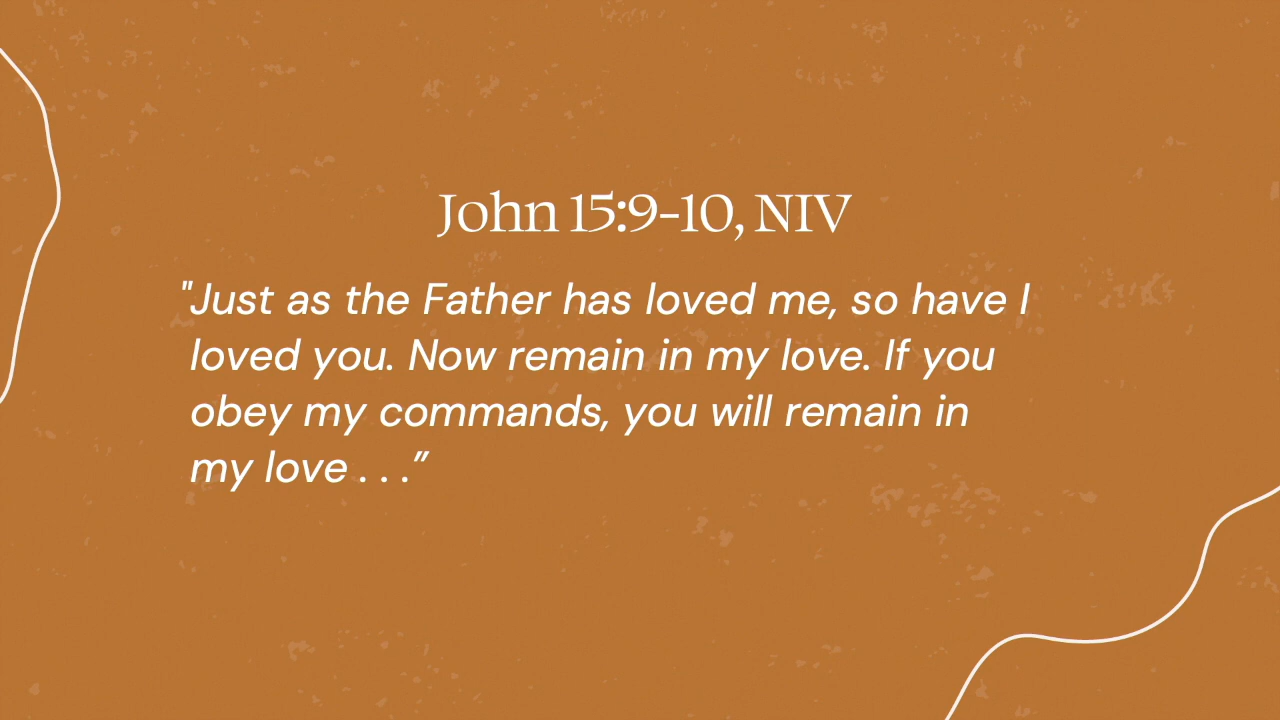 John 15:9-10, NIV
"Just as the Father has loved me, so have I
loved you. Now remain in my love. If you
obey my commands, you will remain in
my love . . .”